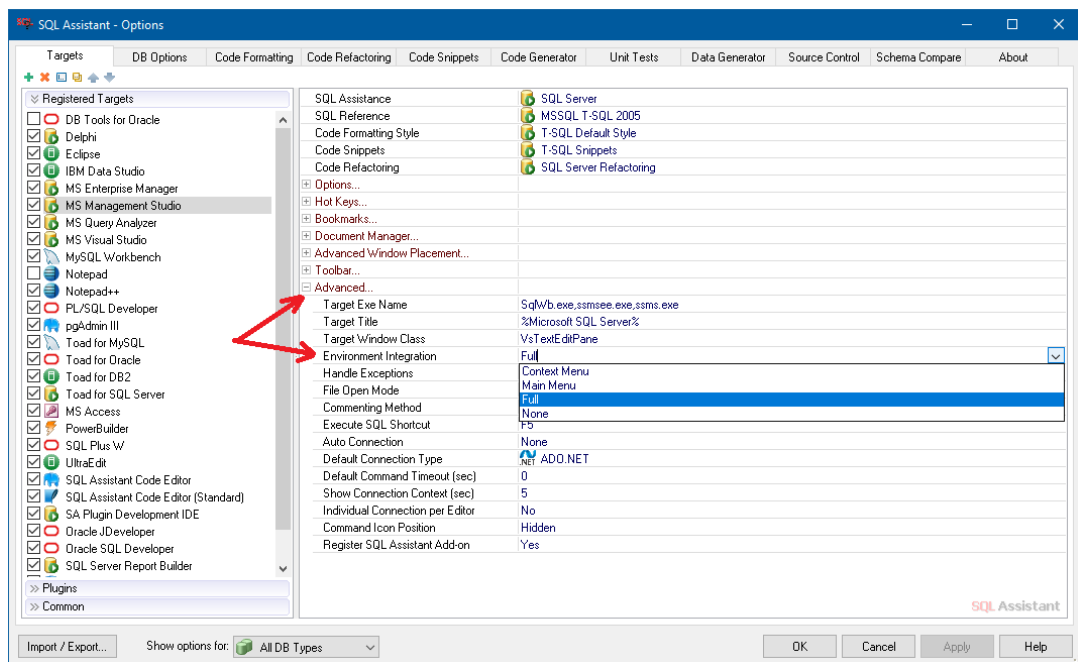 SQL Assistant - Options
Targets DB Options Code Formatting Code Refactoring Code Snippets Code Generator Unit Tests Data Generator Source Control Schema Compare About
Registered Targets
DB Tools for Oracle
Delphi
Eclipse
IBM Data Studio
MS Enterprise Manager
MS Management Studio
MS Query Analyzer
MS Visual Studio
MySQL Workbench
Notepad
Notepad++
PL/SQL Developer
pgAdmin III
Toad for MySQL
Toad for Oracle
Toad for DB2
Toad for SQL Server
MS Access
PowerBuilder
SQL Plus W
UltraEdit
SQL Assistant Code Editor
SQL Assistant Code Editor (Standard)
SA Plugin Development IDE
Oracle JDeveloper
Oracle SQL Developer
SQL Server Report Builder
Plugins
Common
SQL Assistance SQL Server
SQL Reference MSSQL T-SQL 2005
Code Formatting Style T-SQL Default Style
Code Snippets T-SQL Snippets
Code Refactoring SQL Server Refactoring
Options...
Hot Keys...
Bookmarks...
Document Manager...
Advanced Window Placement...
Toolbar...
Advanced...
Target Exe Name SqlWb.exe,ssmsee.exe,ssms.exe
Target Title %Microsoft SQL Server%
Target Window Class VsTextEditPane
Environment Integration Full
Handle Exceptions Context Menu
File Open Mode Main Menu
Full
Commenting Method None
Execute SQL Shortcut F5
Auto Connection None
Default Connection Type .NET ADO.NET
Default Command Timeout (sec) 0
Show Connection Context (sec) 5
Individual Connection per Editor No
Command Icon Position Hidden
Register SQL Assistant Add-on Yes
SQL Assistant
Import / Export... Show options for: All DB Types OK Cancel Apply Help